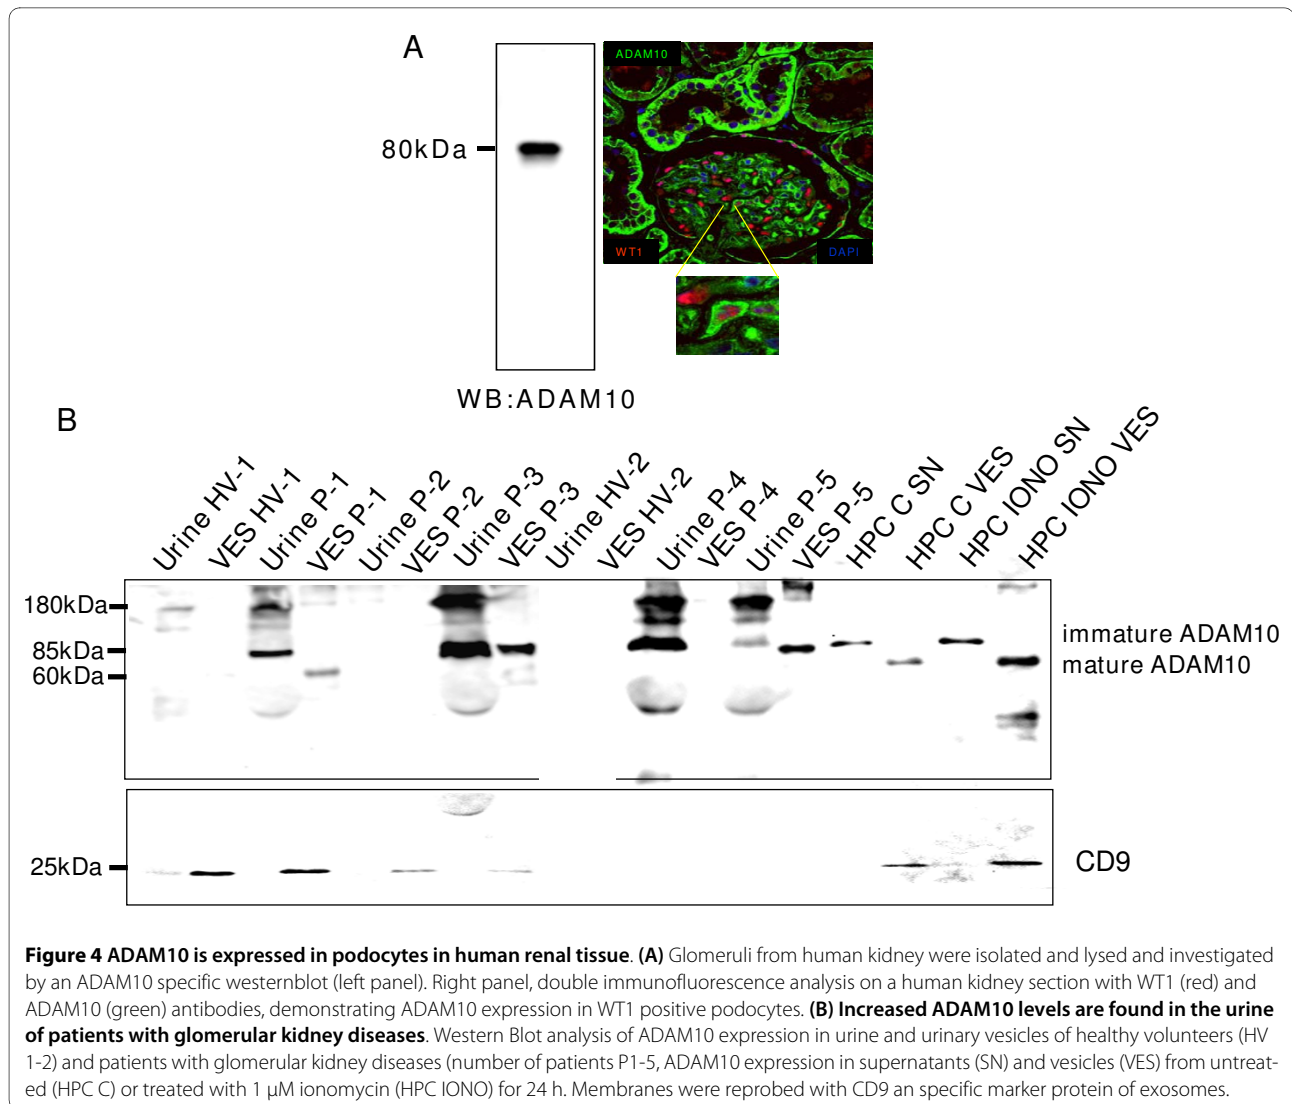 A
ADAM10
80kDa
WT1
DAPI
WB:ADAM10
B
Urine HV-1
VES HV-1
Urine P-1
VES P-1
Urine P-2
VES P-2
Urine P-3
VES P-3
Urine HV-2
VES HV-2
Urine P-4
VES P-4
Urine P-5
VES P-5
HPC C SN
HPC C VES
HPC IONO SN
HPC IONO VES
180kDa
85kDa
60kDa
immature ADAM10
mature ADAM10
25kDa
CD9
Figure 4 ADAM10 is expressed in podocytes in human renal tissue. (A) Glomeruli from human kidney were isolated and lysed and investigated
by an ADAM10 specific westernblot (left panel). Right panel, double immunofluorescence analysis on a human kidney section with WT1 (red) and
ADAM10 (green) antibodies, demonstrating ADAM10 expression in WT1 positive podocytes. (B) Increased ADAM10 levels are found in the urine
of patients with glomerular kidney diseases. Western Blot analysis of ADAM10 expression in urine and urinary vesicles of healthy volunteers (HV
1-2) and patients with glomerular kidney diseases (number of patients P1-5, ADAM10 expression in supernatants (SN) and vesicles (VES) from untreat-
ed (HPC C) or treated with 1 μM ionomycin (HPC IONO) for 24 h. Membranes were reprobed with CD9 an specific marker protein of exosomes.